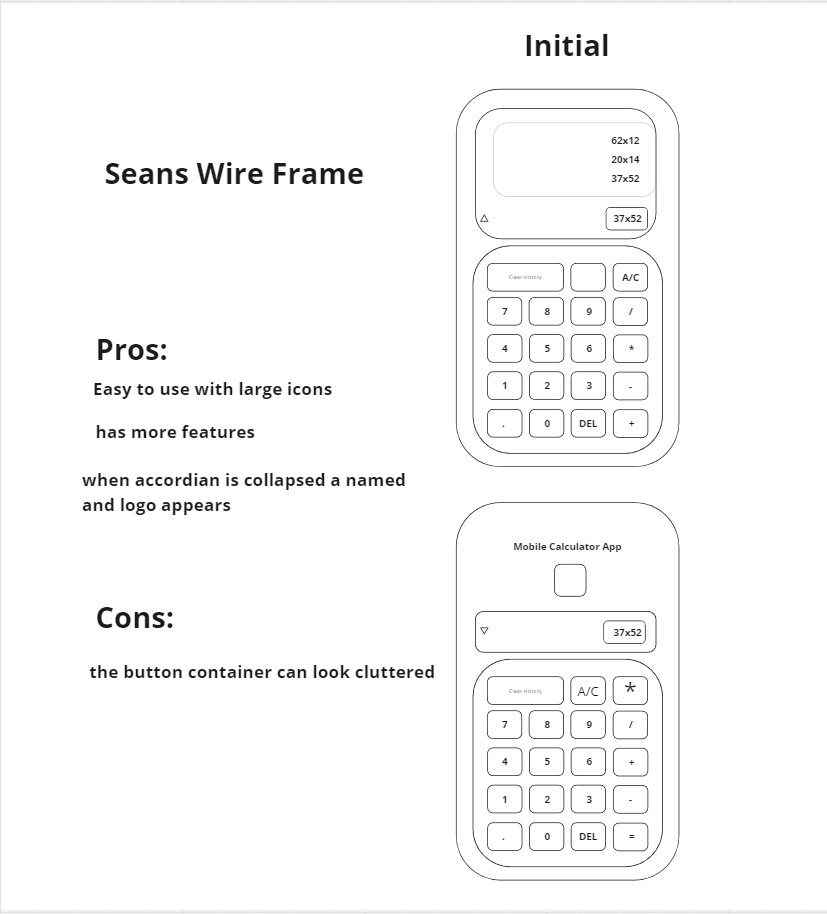 Initial
Seans Wire Frame
62x12
20x14
37x52
37x52
Clear History A/C
7 8 9 /
4 5 6 *
1 2 3 -
. 0 DEL +
Pros:
Easy to use with large icons
has more features
when accordian is collapsed a named
and logo appears
Cons:
the button container can look cluttered
Mobile Calculator App
37x52
Clear History A/C *
7 8 9 /
4 5 6 +
1 2 3 -
. 0 DEL =